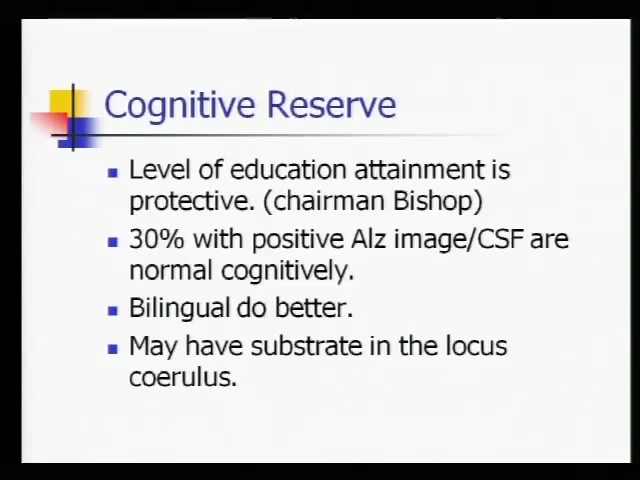 Cognitive Reserve
Level of education attainment is
protective. (chairman Bishop)
30% with positive Alz image/CSF are
normal cognitively.
Bilingual do better.
May have substrate in the locus
coerulus.